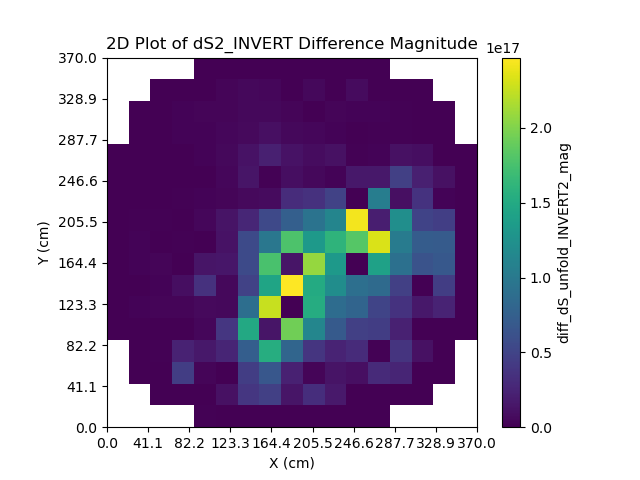 2D Plot of dS2_INVERT Difference Magnitude
1e17
370.0
328.9
287.7
246.6
205.5
164.4
123.3
82.2
41.1
0.0
Y (cm)
0.0 41.1 82.2 123.3 164.4 205.5 246.6 287.7 328.9 370.0
X (cm)
2.0
1.5
1.0
0.5
0.0
diff_dS_unfold_INVERT2_mag